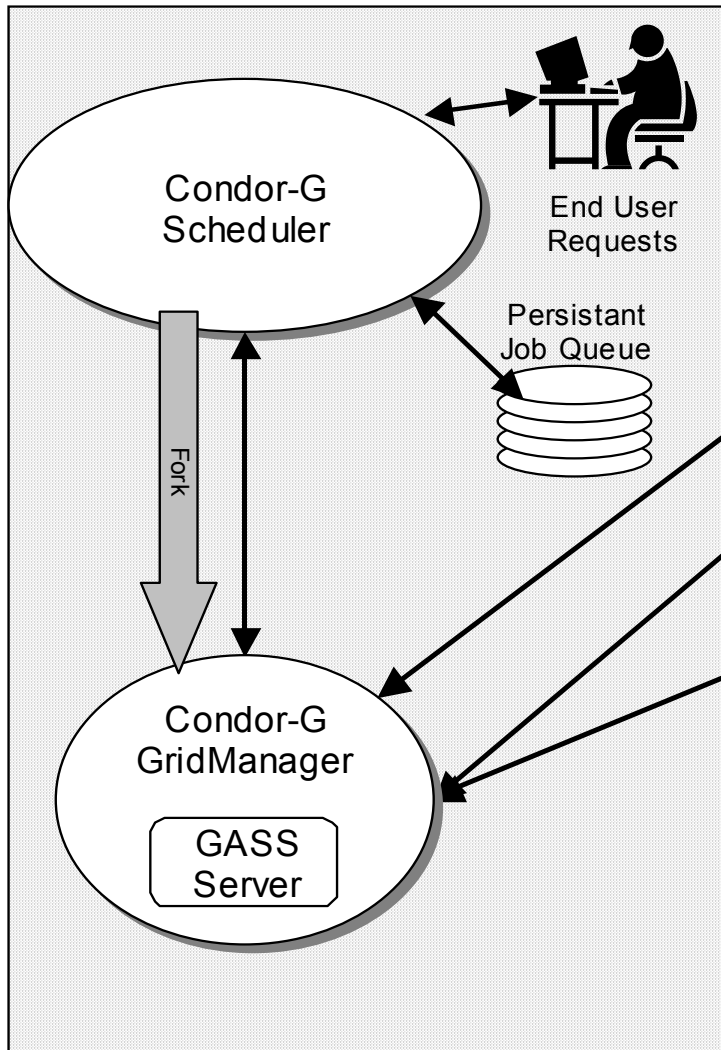 Condor-G
Scheduler
End User
Requests
Persistant
Job Queue
Fork
Condor-G
GridManager
GASS
Server